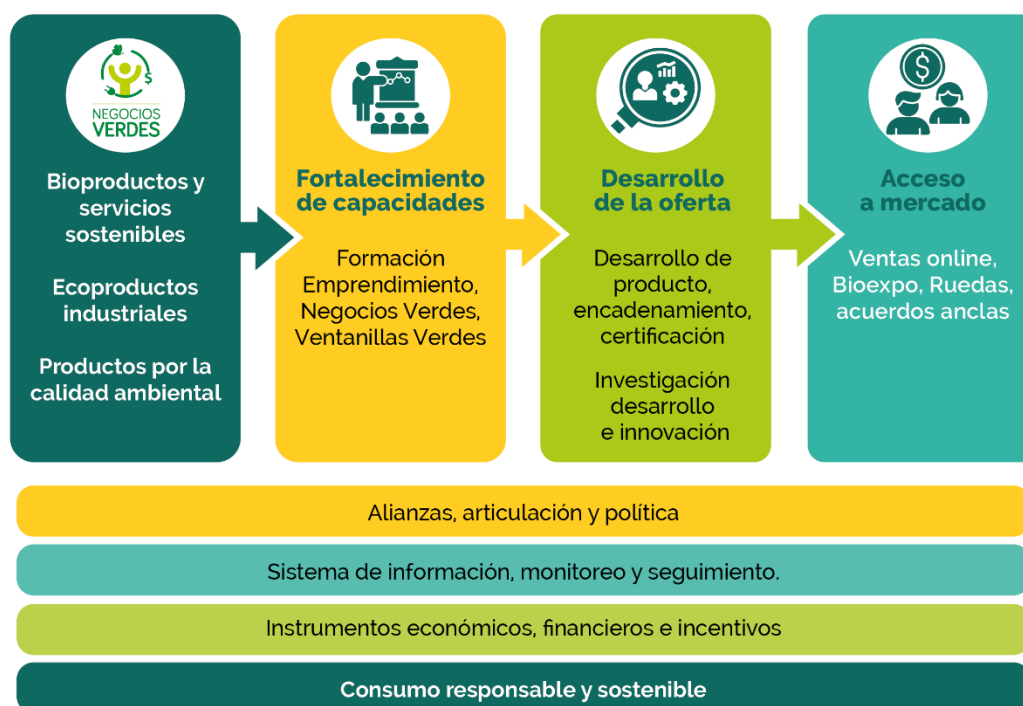 NEGOCIOS
VERDES
Bioproductos y
servicios
sostenibles
Ecoproductos
industriales
Productos por la
calidad ambiental
Fortalecimiento
de capacidades
Formación
Emprendimiento,
Negocios Verdes,
Ventanillas Verdes
Desarrollo
de la oferta
Desarrollo de
producto,
encadenamiento,
certificación
Investigación
desarrollo
e innovación
$
Acceso
a mercado
Ventas online,
Bioexpo, Ruedas,
acuerdos anclas
Alianzas, articulación y política
Sistema de información, monitoreo y seguimiento.
Instrumentos económicos, financieros e incentivos
Consumo responsable y sostenible